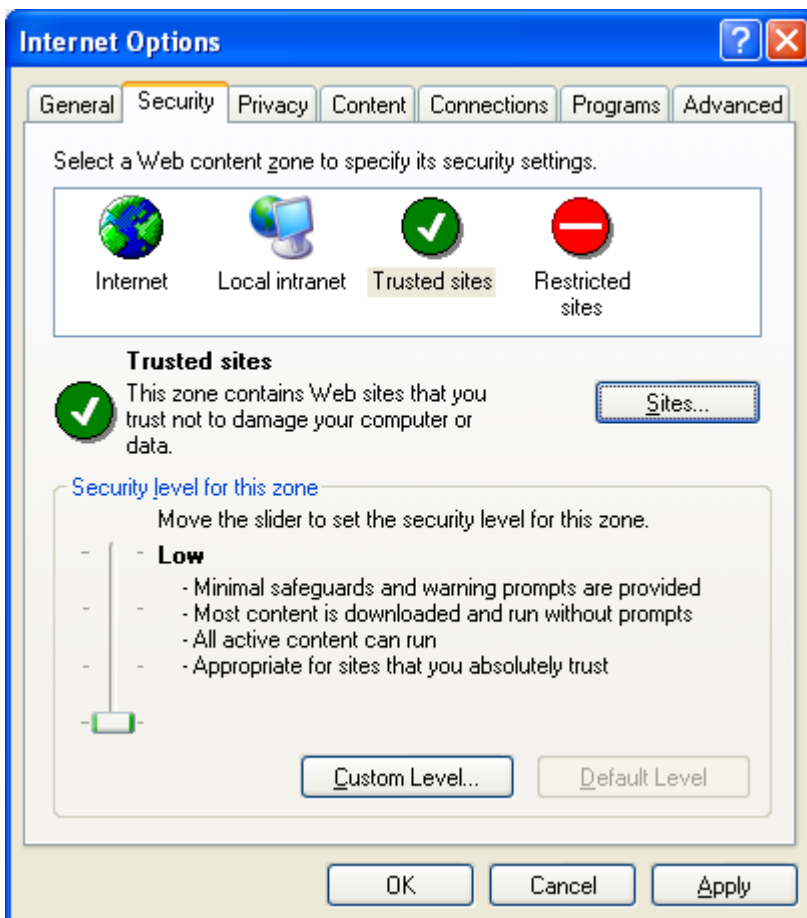 Internet Options
General Security Privacy Content Connections Programs Advanced
Select a Web content zone to specify its security settings.
Internet Local intranet Trusted sites Restricted
sites
Trusted sites
This zone contains Web sites that you
trust not to damage your computer or
data.
Sites...
Security level for this zone
Move the slider to set the security level for this zone.
Low
- Minimal safeguards and warning prompts are provided
- Most content is downloaded and run without prompts
- All active content can run
- Appropriate for sites that you absolutely trust
Custom Level... Default Level
OK Cancel Apply